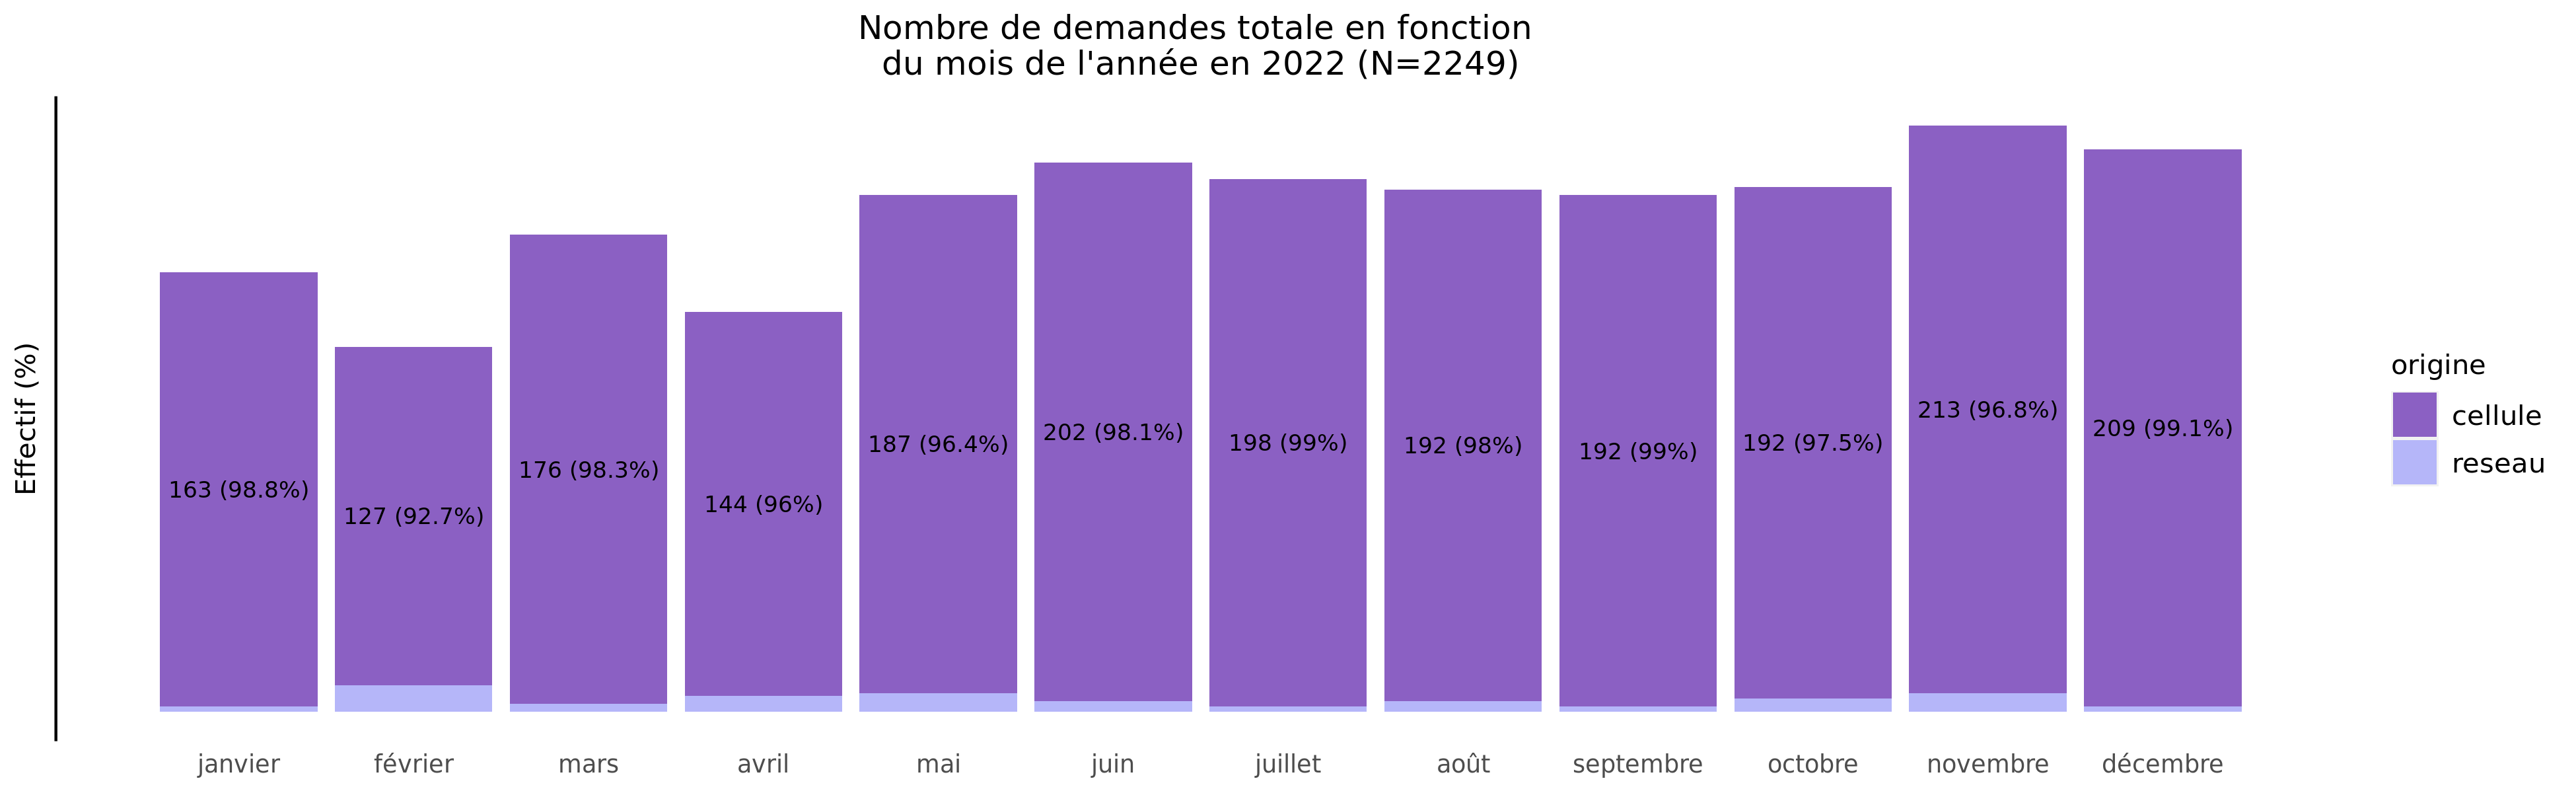 Nombre de demandes totale en fonction
du mois de l'année en 2022 (N=2249)
Effectif (%)
163 (98.8%)
127 (92.7%)
176 (98.3%)
144 (96%)
187 (96.4%)
202 (98.1%)
198 (99%)
192 (98%)
192 (99%)
192 (97.5%)
213 (96.8%)
209 (99.1%)
janvier
février
mars
avril
mai
juin
juillet
août
septembre
octobre
novembre
décembre
origine
cellule
reseau